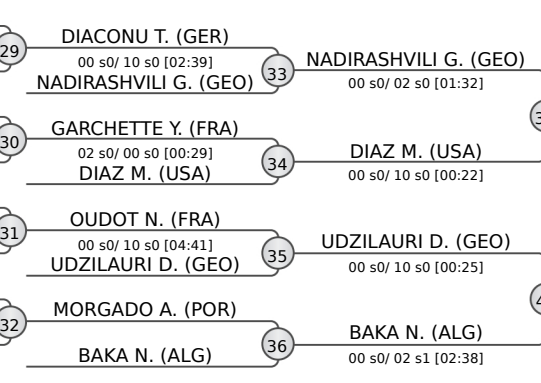 29
DIACONU T. (GER)
00 s0/ 10 s0 [02:39]
NADIRASHVILI G. (GEO)
33
NADIRASHVILI G. (GEO)
00 s0/ 02 s0 [01:32]
30
GARCHETTE Y. (FRA)
02 s0/ 00 s0 [00:29]
DIAZ M. (USA)
34
DIAZ M. (USA)
00 s0/ 10 s0 [00:22]
31
OUDOT N. (FRA)
00 s0/ 10 s0 [04:41]
UDZILAURI D. (GEO)
35
UDZILAURI D. (GEO)
00 s0/ 10 s0 [00:25]
32
MORGADO A. (POR)
BAKA N. (ALG)
36
BAKA N. (ALG)
00 s0/ 02 s1 [02:38]